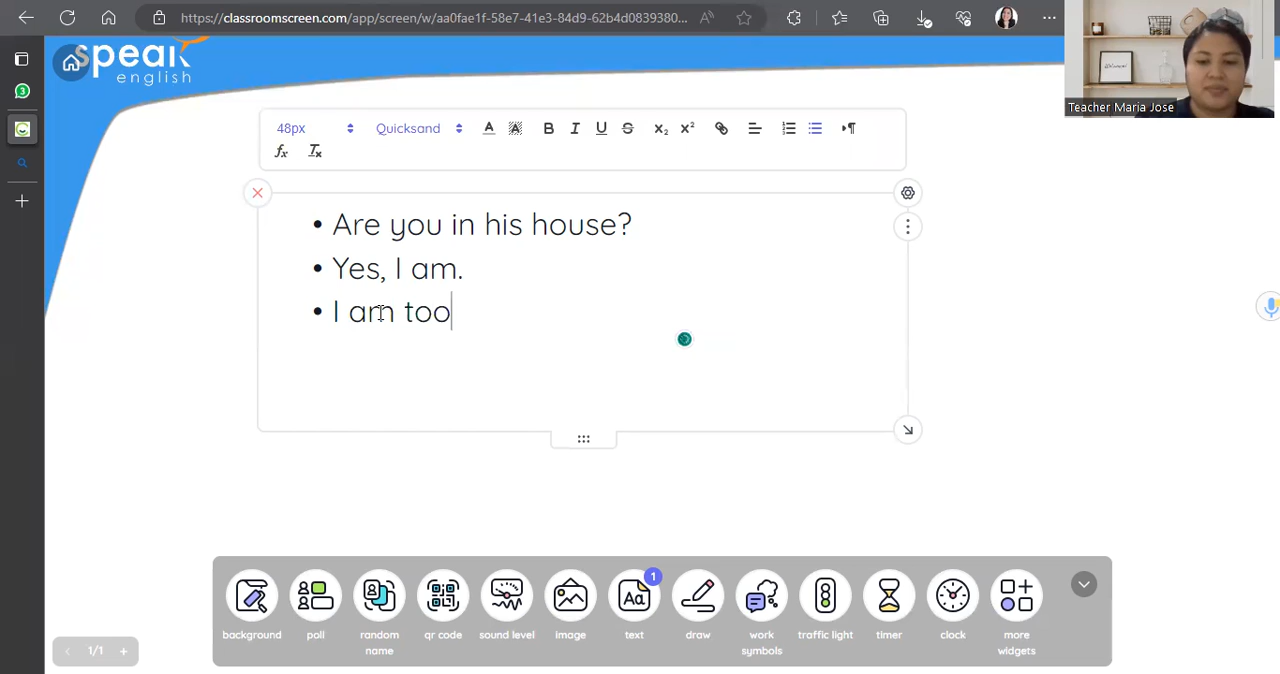 https://classroomscreen.com/app/screen/w/aa0fae1f-58e7-41e3-84d9-62b4d0839380...
3
speak
english
Teacher Maria Jose
48px Quicksand
• Are you in his house?
• Yes, I am.
• I am too
1
background poll random name qr code sound level image text draw work symbols traffic light timer clock more widgets
1/1